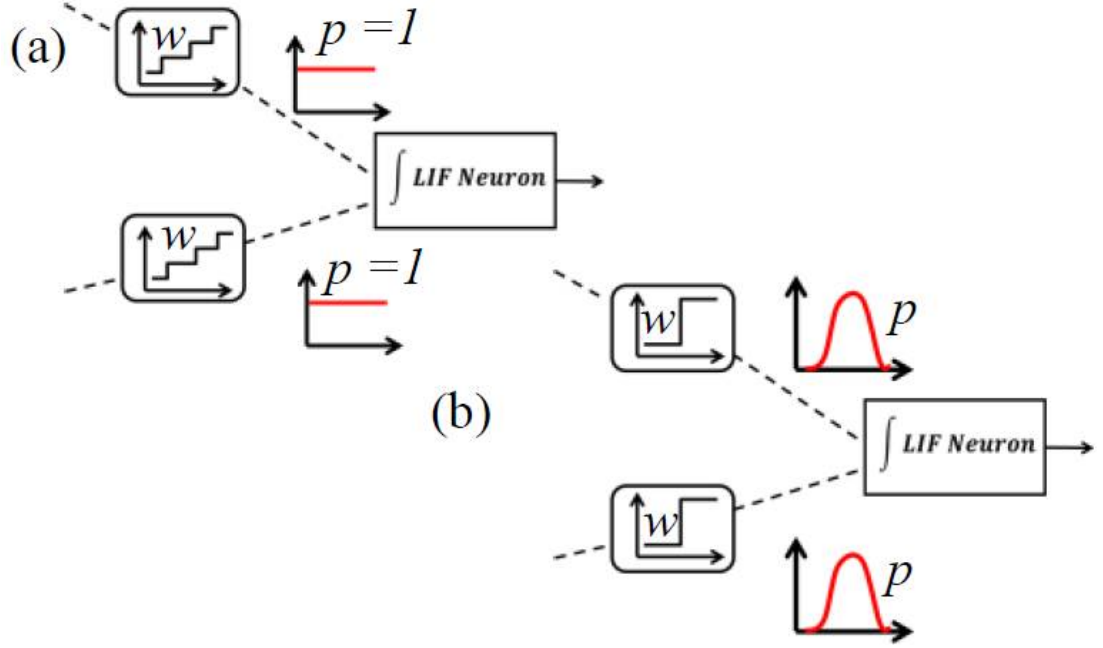 (a)
w
p = 1
∫ LIF Neuron
w
p = 1
(b)
w
p
∫ LIF Neuron
w
p